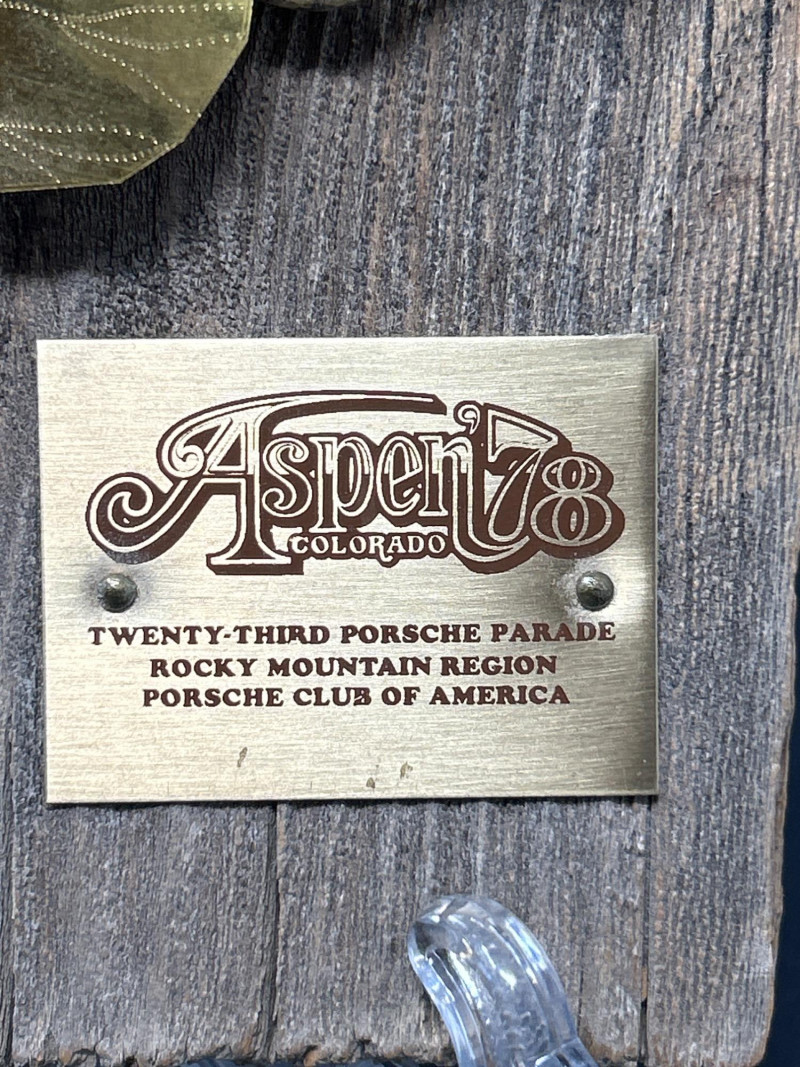 Aspen '78
COLORADO
TWENTY-THIRD PORSCHE PARADE
ROCKY MOUNTAIN REGION
PORSCHE CLUB OF AMERICA